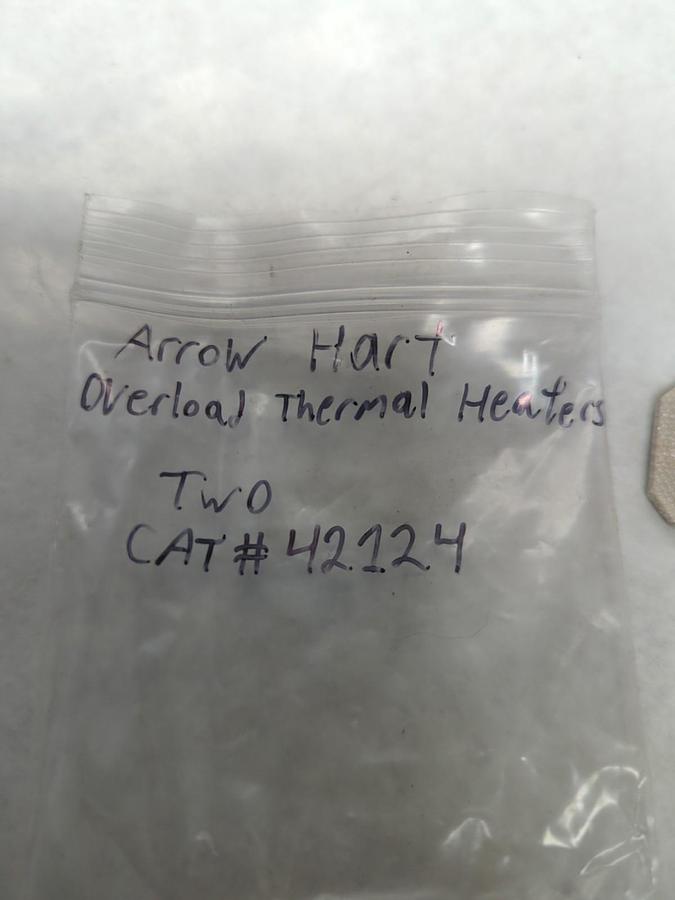 Arrow Hart
Overload Thermal Heaters
Two
CAT# 42124